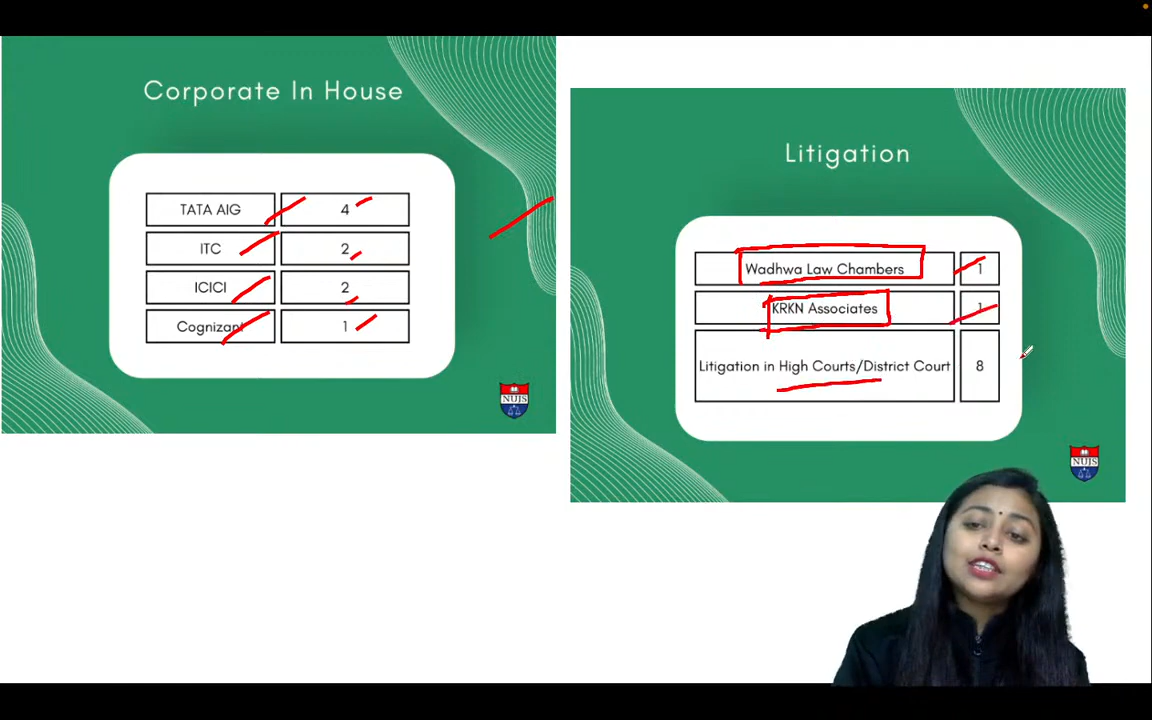 Corporate In House
TATA AIG 4
ITC 2
ICICI 2
Cognizant 1
NUJS
Litigation
Wadhwa Law Chambers 1
KRKN Associates 1
Litigation in High Courts/District Court 8
NUJS